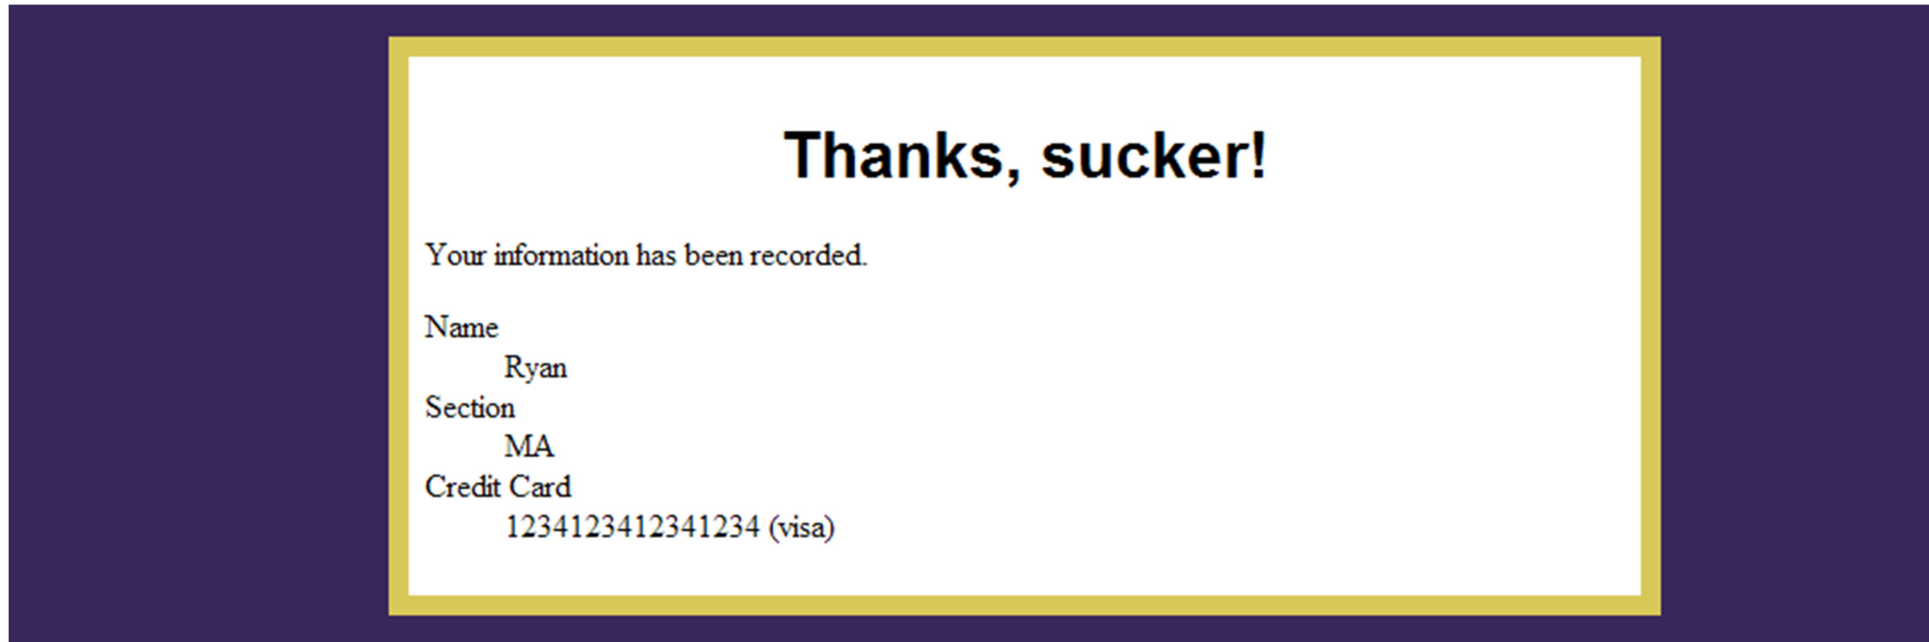 Thanks, sucker!
Your information has been recorded.
Name
Ryan
Section
MA
Credit Card
1234123412341234 (visa)